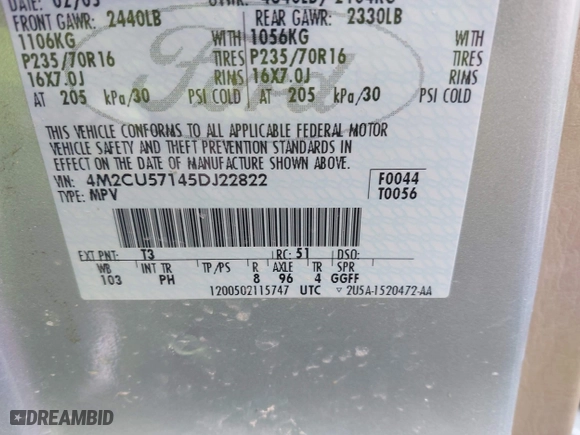 DATE: 02/05
FRONT GAWR: 2440LB REAR GAWR: 2330LB
1106KG WITH 1056KG WITH
P235/70R16 TIRES P235/70R16 TIRES
16X7.0J RIMS 16X7.0J RIMS
AT 205 kPa/30 PSI COLD AT 205 kPa/30 PSI COLD
Ford
THIS VEHICLE CONFORMS TO ALL APPLICABLE FEDERAL MOTOR
VEHICLE SAFETY AND THEFT PREVENTION STANDARDS IN
EFFECT ON THE DATE OF MANUFACTURE SHOWN ABOVE.
VIN: 4M2CU57145DJ22822 F0044
TYPE: MPV T0056
EXT PNT: T3 RC: 51 DSO:
WB INT TR TP/PS R AXLE TR SPR
103 PH 8 96 4 GGFF
1200502115747 UTC ▽ 2U5A-1520472-AA
DREAMBID